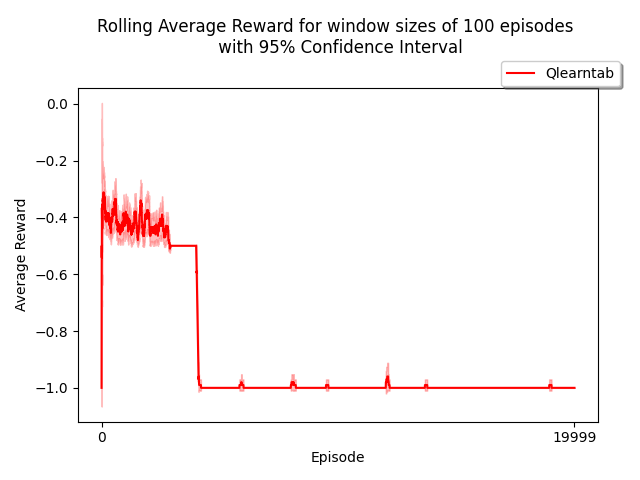 Rolling Average Reward for window sizes of 100 episodes
with 95% Confidence Interval
Qlearntab
0.0
−0.2
−0.4
−0.6
−0.8
−1.0
Average Reward
0
19999
Episode